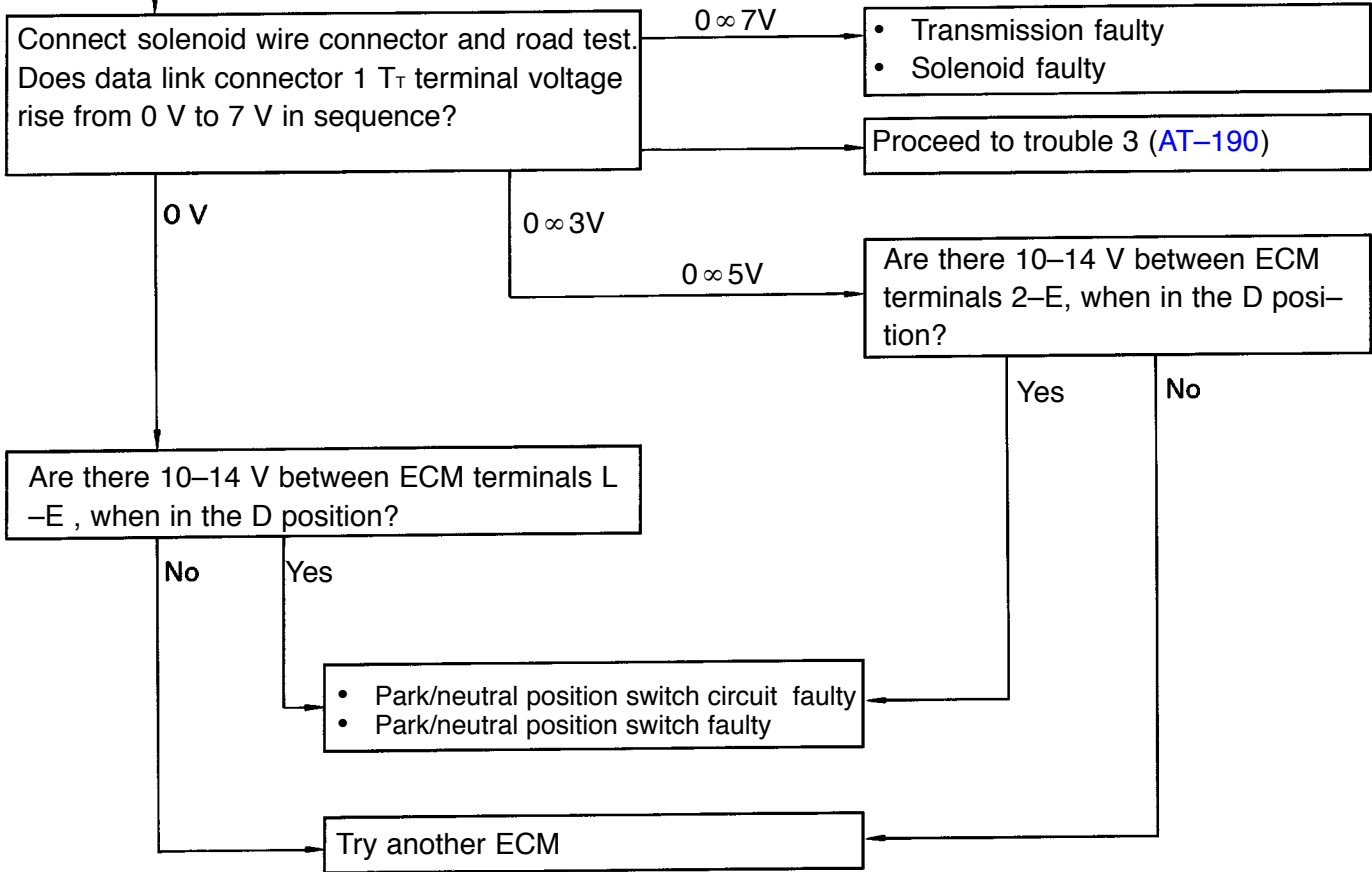 Connect solenoid wire connector and road test.
Does data link connector 1 TT terminal voltage
rise from 0 V to 7 V in sequence?
0∞7V
• Transmission faulty
• Solenoid faulty
Proceed to trouble 3 (AT–190)
0 V
0∞3V
0∞5V
Are there 10–14 V between ECM
terminals 2–E, when in the D posi–
tion?
Yes
No
Are there 10–14 V between ECM terminals L
–E , when in the D position?
No
Yes
• Park/neutral position switch circuit faulty
• Park/neutral position switch faulty
Try another ECM